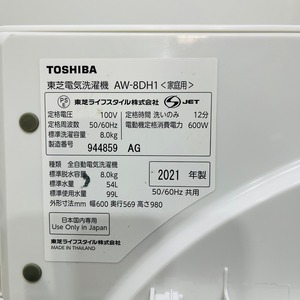 TOSHIBA
東芝電気洗濯機 AW-8DH1<家庭用>
PS E 東芝ライフスタイル株式会社 S JET
定格電圧 100V
定格周波数 50/60Hz
標準洗濯容量 8.0kg
製造番号 944859 AG
定格時間 洗いのみ 12分
電動機定格消費電力 600W
種類 全自動電気洗濯機
標準脱水容量 8.0kg
標準水量 54L
標準使用水量 99L
外形寸法 mm 幅600 奥行569 高さ980
2021 年製
50/60Hz 共用
日本国内専用
Use Only in Japan
東芝ライフスタイル株式会社
MADE IN THAILAND